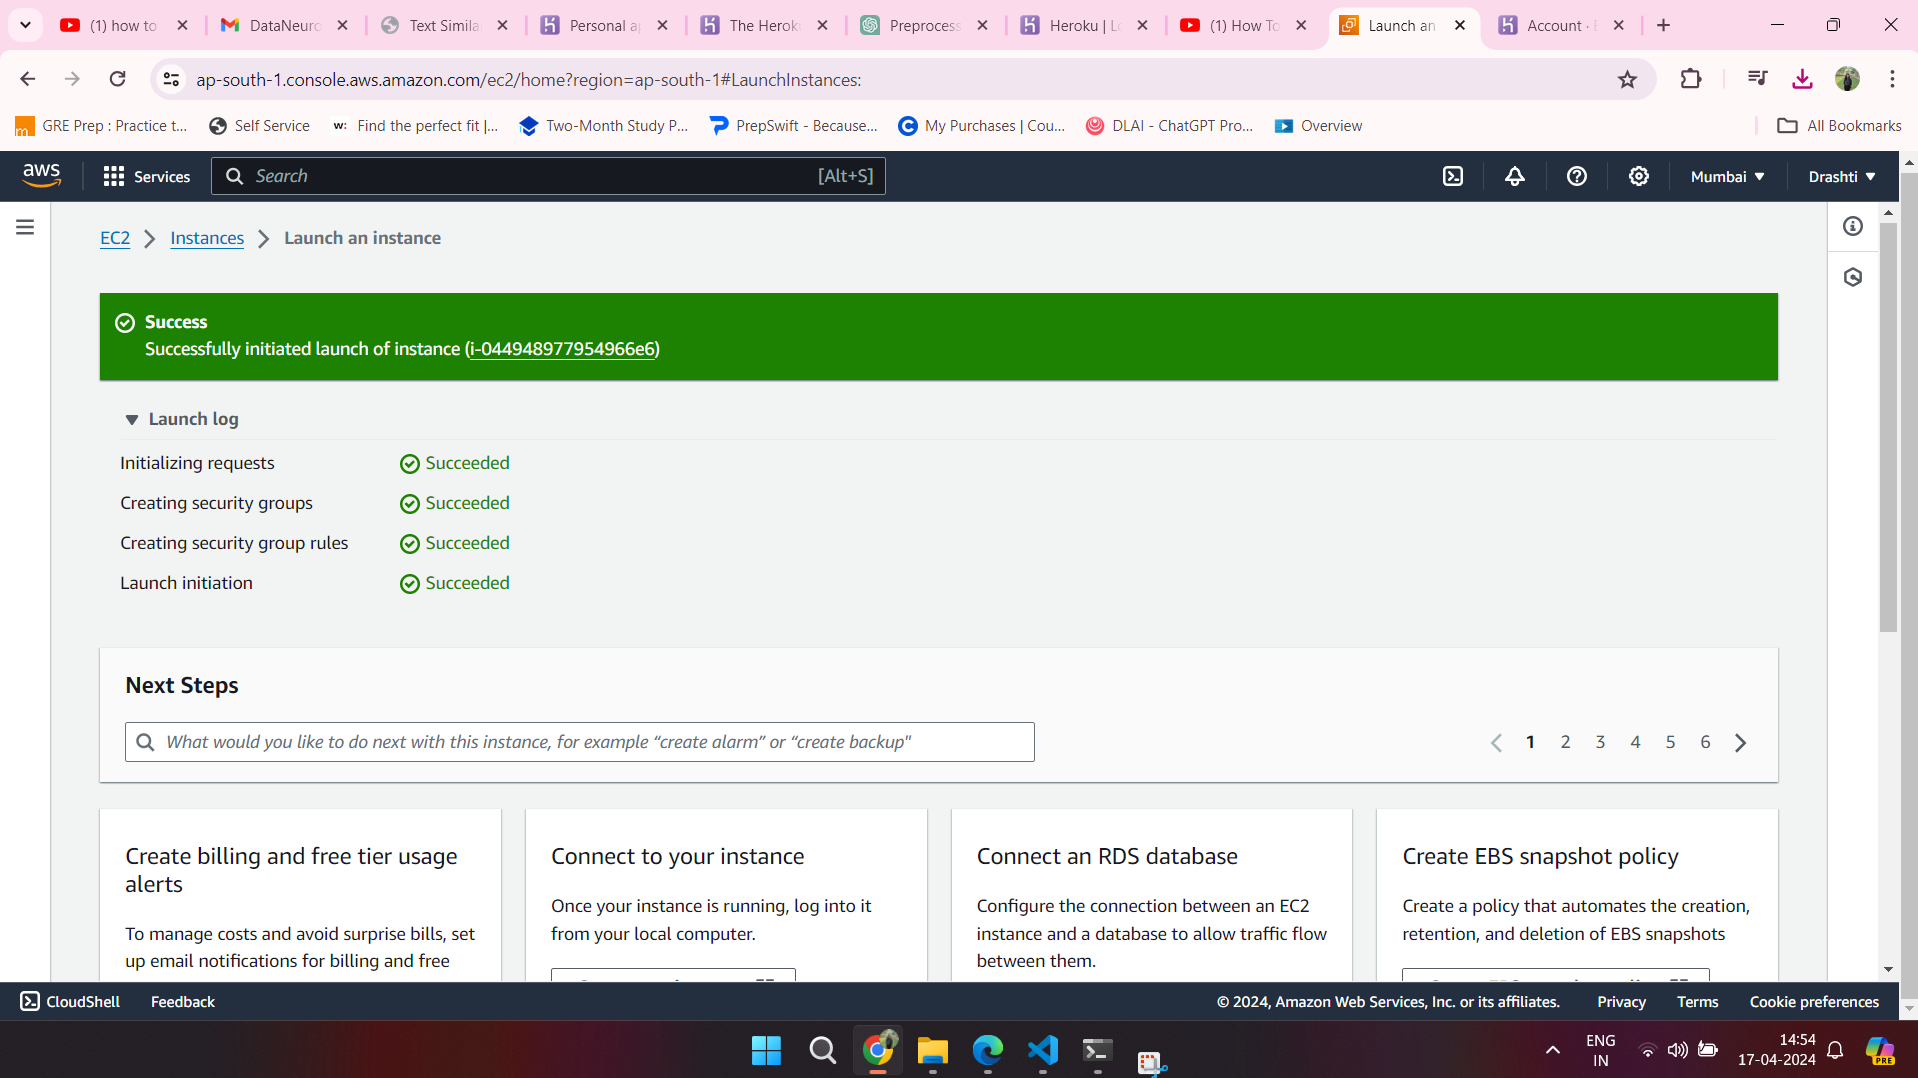 (1) how to
DataNeuro
Text Simila
Personal ap
The Heroku
Preprocess
Heroku | Lo
(1) How To
Launch an
Account ·
ap-south-1.console.aws.amazon.com/ec2/home?region=ap-south-1#LaunchInstances:
GRE Prep : Practice t...
Self Service
w: Find the perfect fit |...
Two-Month Study P...
PrepSwift - Because...
My Purchases | Cou...
DLAI - ChatGPT Pro...
Overview
All Bookmarks
aws
Services
Search
[Alt+S]
Mumbai
Drashti
EC2
Instances
Launch an instance
Success
Successfully initiated launch of instance (i-044948977954966e6)
Launch log
Initializing requests Succeeded
Creating security groups Succeeded
Creating security group rules Succeeded
Launch initiation Succeeded
Next Steps
What would you like to do next with this instance, for example “create alarm” or “create backup"
1 2 3 4 5 6
Create billing and free tier usage
alerts
To manage costs and avoid surprise bills, set
up email notifications for billing and free
Connect to your instance
Once your instance is running, log into it
from your local computer.
Connect an RDS database
Configure the connection between an EC2
instance and a database to allow traffic flow
between them.
Create EBS snapshot policy
Create a policy that automates the creation,
retention, and deletion of EBS snapshots
CloudShell
Feedback
© 2024, Amazon Web Services, Inc. or its affiliates.
Privacy
Terms
Cookie preferences
ENG
IN
14:54
17-04-2024
PRE